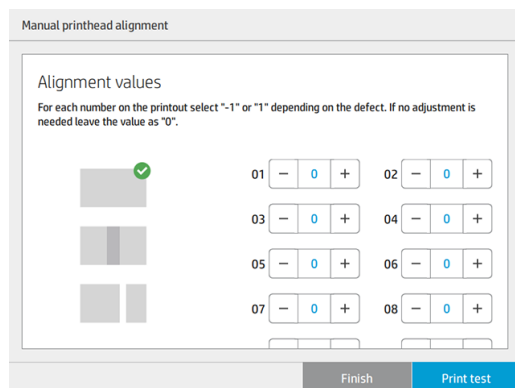 Manual printhead alignment
Alignment values
For each number on the printout select "-1" or "1" depending on the defect. If no adjustment is
needed leave the value as "0".
01 − 0 + 02 − 0 +
03 − 0 + 04 − 0 +
05 − 0 + 06 − 0 +
07 − 0 + 08 − 0 +
Finish Print test